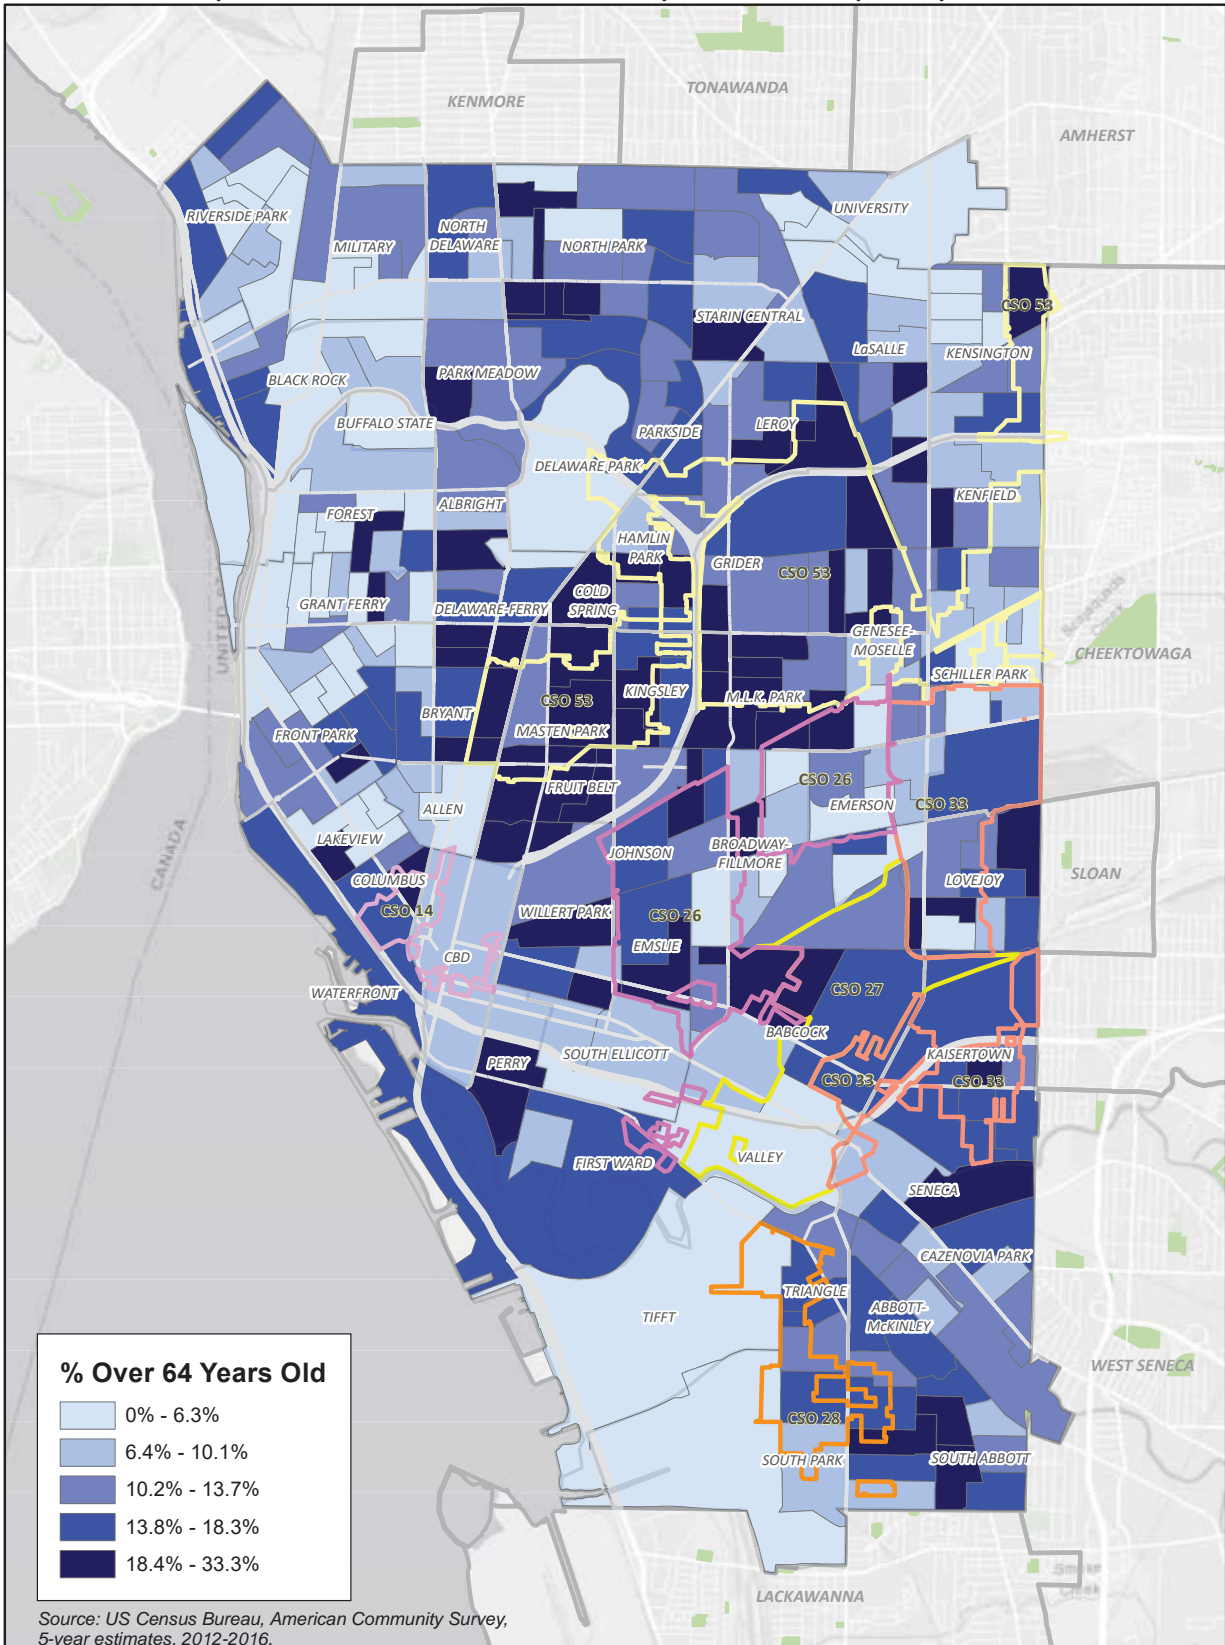 KENMORE
TONAWANDA
AMHERST
RIVERSIDE PARK
MILITARY
NORTH
DELAWARE
NORTH PARK
UNIVERSITY
CSO 53
STARIN CENTRAL
LaSALLE
KENSINGTON
BLACK ROCK
PARK MEADOW
BUFFALO STATE
PARKSIDE
LEROY
DELAWARE PARK
FOREST
ALBRIGHT
KENFIELD
HAMLIN
PARK
GRIDER
CSO 53
GRANT FERRY
DELAWARE-FERRY
COLD
SPRING
GENESEE-
MOSELLE
CHEEKTOWAGA
SCHILLER PARK
CSO 53
KINGSLEY
M.L.K. PARK
BRYANT
MASTEN PARK
FRONT PARK
FRUIT BELT
CSO 26
EMERSON
CSO 33
ALLEN
LAKEVIEW
JOHNSON
BROADWAY-
FILLMORE
CANADA
COLUMBUS
LOVEJOY
SLOAN
CSO 14
WILLERT PARK
CSO 26
EMSLIE
CBD
WATERFRONT
CSO 27
BABCOCK
PERRY
SOUTH ELLICOTT
KAISERTOWN
CSO 33
CSO 33
FIRST WARD
VALLEY
SENECA
CAZENOVIA PARK
TRIANGLE
ABBOTT-
McKINLEY
TIFFT
WEST SENECA
CSO 28
SOUTH PARK
SOUTH ABBOTT
LACKAWANNA
Smoke
Creek
% Over 64 Years Old
0% - 6.3%
6.4% - 10.1%
10.2% - 13.7%
13.8% - 18.3%
18.4% - 33.3%
Source: US Census Bureau, American Community Survey,
5-year estimates, 2012-2016.